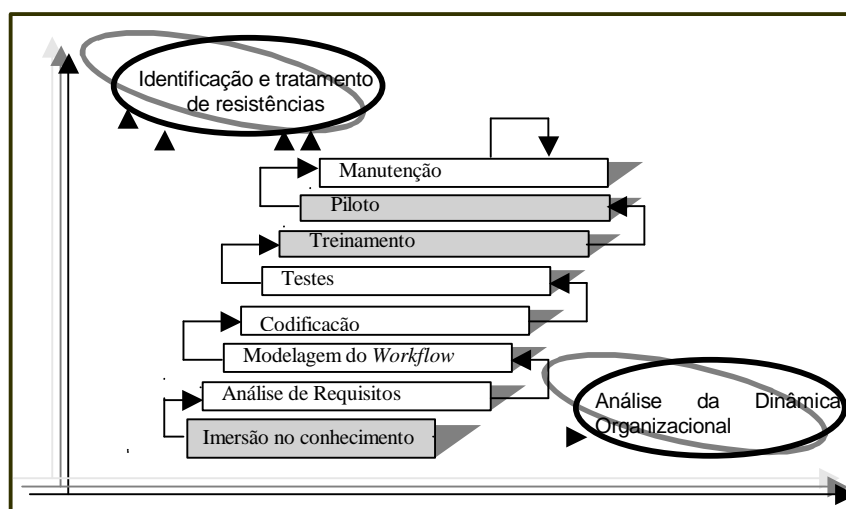 Identificação e tratamento
de resistências
Manutenção
Piloto
Treinamento
Testes
Codificacão
Modelagem do Workflow
Análise de Requisitos
Imersão no conhecimento
Análise da Dinâmica
Organizacional